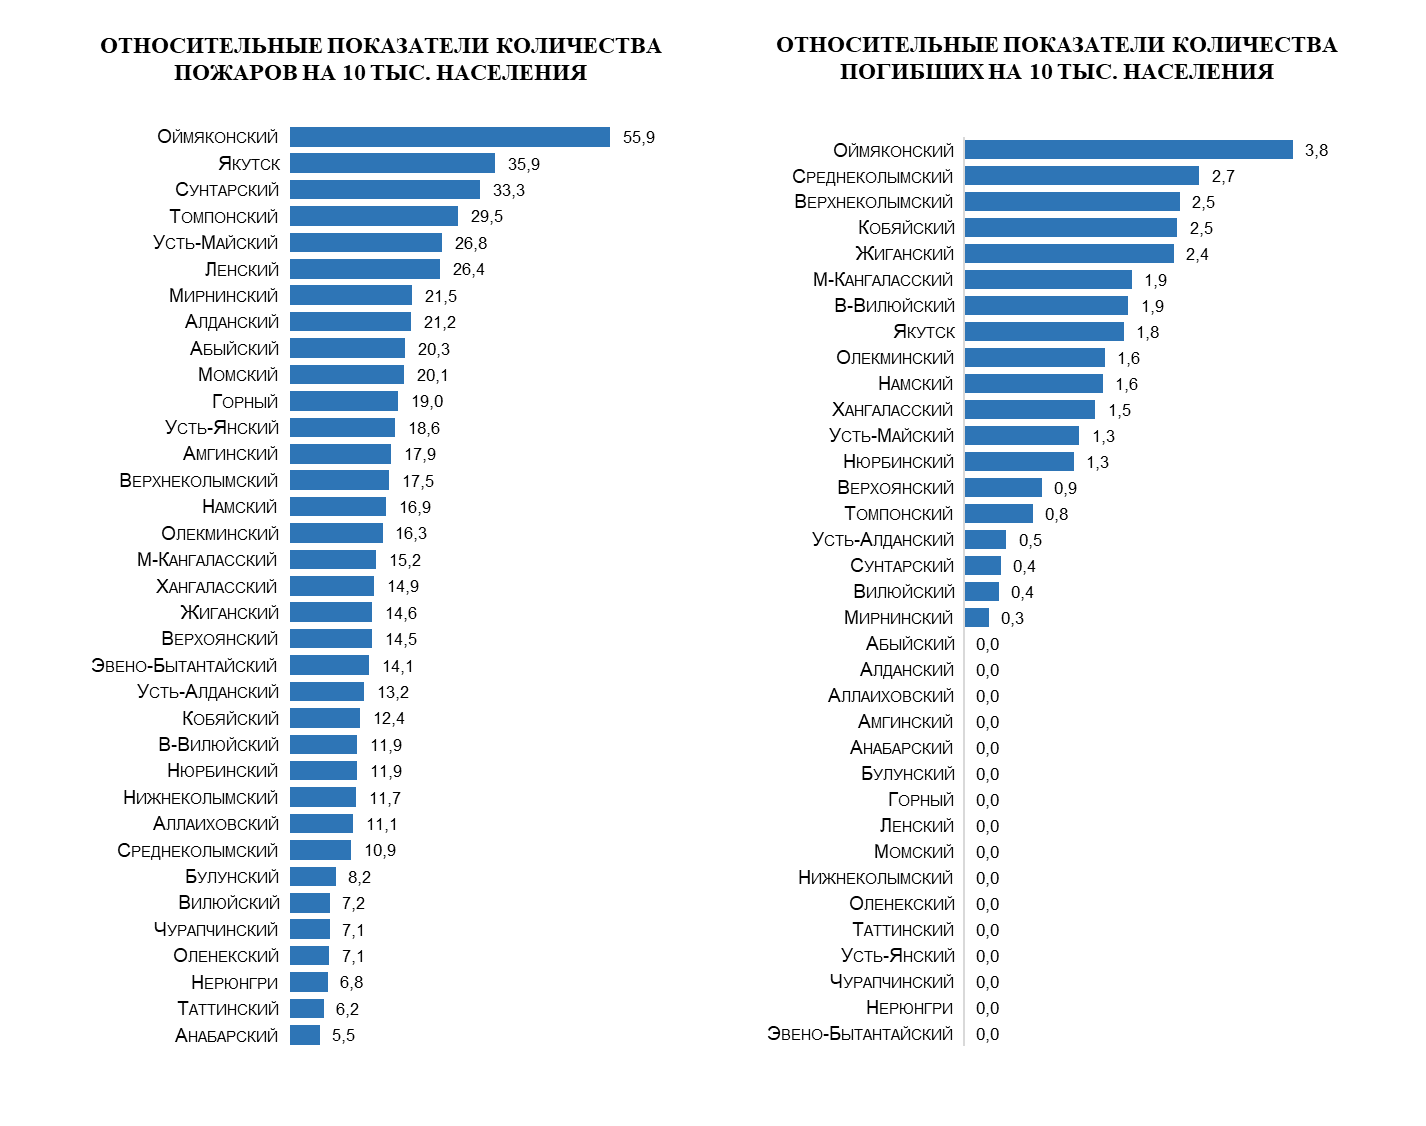 ОТНОСИТЕЛЬНЫЕ ПОКАЗАТЕЛИ КОЛИЧЕСТВА
ПОЖАРОВ НА 10 ТЫС. НАСЕЛЕНИЯ
ОЙМЯКОНСКИЙ 55,9
ЯКУТСК 35,9
СУНТАРСКИЙ 33,3
ТОМПОНСКИЙ 29,5
УСТЬ-МАЙСКИЙ 26,8
ЛЕНСКИЙ 26,4
МИРНИНСКИЙ 21,5
АЛДАНСКИЙ 21,2
АБЫЙСКИЙ 20,3
МОМСКИЙ 20,1
ГОРНЫЙ 19,0
УСТЬ-ЯНСКИЙ 18,6
АМГИНСКИЙ 17,9
ВЕРХНЕКОЛЫМСКИЙ 17,5
НАМСКИЙ 16,9
ОЛЕКМИНСКИЙ 16,3
М-КАНГАЛАССКИЙ 15,2
ХАНГАЛАССКИЙ 14,9
ЖИГАНСКИЙ 14,6
ВЕРХОЯНСКИЙ 14,5
ЭВЕНО-БЫТАНТАЙСКИЙ 14,1
УСТЬ-АЛДАНСКИЙ 13,2
КОБЯЙСКИЙ 12,4
В-ВИЛЮЙСКИЙ 11,9
НЮРБИНСКИЙ 11,9
НИЖНЕКОЛЫМСКИЙ 11,7
АЛЛАИХОВСКИЙ 11,1
СРЕДНЕКОЛЫМСКИЙ 10,9
БУЛУНСКИЙ 8,2
ВИЛЮЙСКИЙ 7,2
ЧУРАПЧИНСКИЙ 7,1
ОЛЕНЕКСКИЙ 7,1
НЕРЮНГРИ 6,8
ТАТТИНСКИЙ 6,2
АНАБАРСКИЙ 5,5
ОТНОСИТЕЛЬНЫЕ ПОКАЗАТЕЛИ КОЛИЧЕСТВА
ПОГИБШИХ НА 10 ТЫС. НАСЕЛЕНИЯ
ОЙМЯКОНСКИЙ 3,8
СРЕДНЕКОЛЫМСКИЙ 2,7
ВЕРХНЕКОЛЫМСКИЙ 2,5
КОБЯЙСКИЙ 2,5
ЖИГАНСКИЙ 2,4
М-КАНГАЛАССКИЙ 1,9
В-ВИЛЮЙСКИЙ 1,9
ЯКУТСК 1,8
ОЛЕКМИНСКИЙ 1,6
НАМСКИЙ 1,6
ХАНГАЛАССКИЙ 1,5
УСТЬ-МАЙСКИЙ 1,3
НЮРБИНСКИЙ 1,3
ВЕРХОЯНСКИЙ 0,9
ТОМПОНСКИЙ 0,8
УСТЬ-АЛДАНСКИЙ 0,5
СУНТАРСКИЙ 0,4
ВИЛЮЙСКИЙ 0,4
МИРНИНСКИЙ 0,3
АБЫЙСКИЙ 0,0
АЛДАНСКИЙ 0,0
АЛЛАИХОВСКИЙ 0,0
АМГИНСКИЙ 0,0
АНАБАРСКИЙ 0,0
БУЛУНСКИЙ 0,0
ГОРНЫЙ 0,0
ЛЕНСКИЙ 0,0
МОМСКИЙ 0,0
НИЖНЕКОЛЫМСКИЙ 0,0
ОЛЕНЕКСКИЙ 0,0
ТАТТИНСКИЙ 0,0
УСТЬ-ЯНСКИЙ 0,0
ЧУРАПЧИНСКИЙ 0,0
НЕРЮНГРИ 0,0
ЭВЕНО-БЫТАНТАЙСКИЙ 0,0